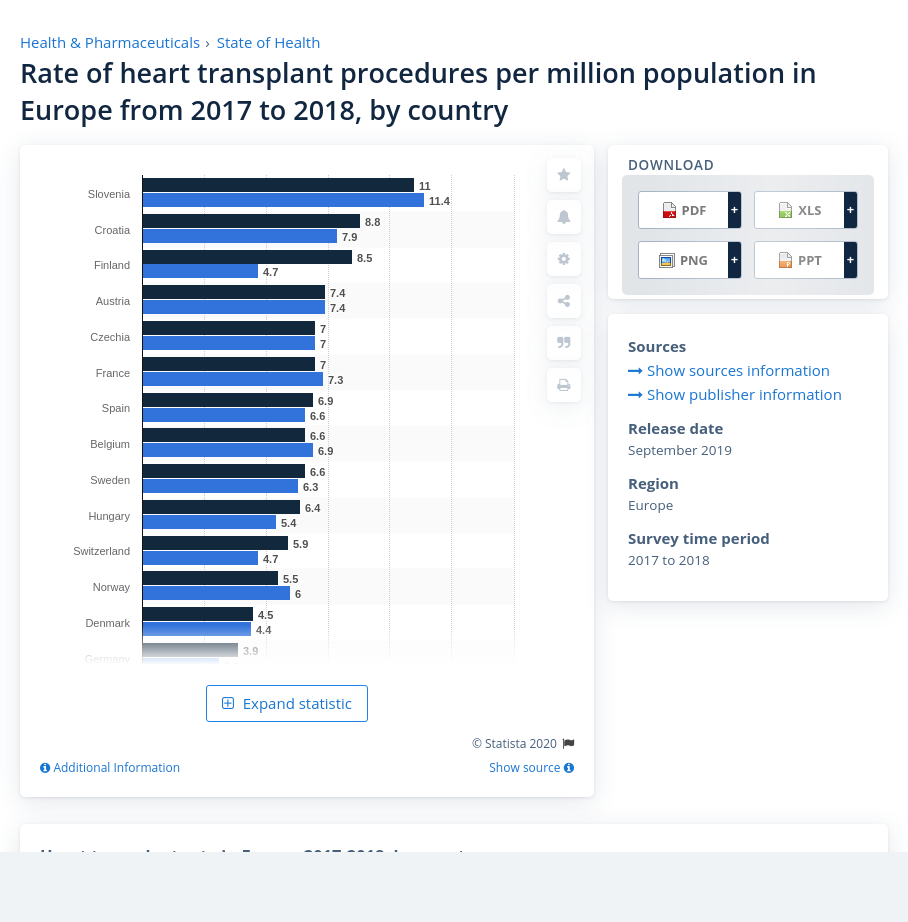 Health & Pharmaceuticals › State of Health
Rate of heart transplant procedures per million population in
Europe from 2017 to 2018, by country
Slovenia
11
11.4
Croatia
8.8
7.9
Finland
8.5
4.7
Austria
7.4
7.4
Czechia
7
7
France
7
7.3
Spain
6.9
6.6
Belgium
6.6
6.9
Sweden
6.6
6.3
Hungary
6.4
5.4
Switzerland
5.9
4.7
Norway
5.5
6
Denmark
4.5
4.4
Germany
3.9
Expand statistic
© Statista 2020
Additional Information
Show source
DOWNLOAD
PDF +
XLS +
PNG +
PPT +
Sources
Show sources information
Show publisher information
Release date
September 2019
Region
Europe
Survey time period
2017 to 2018